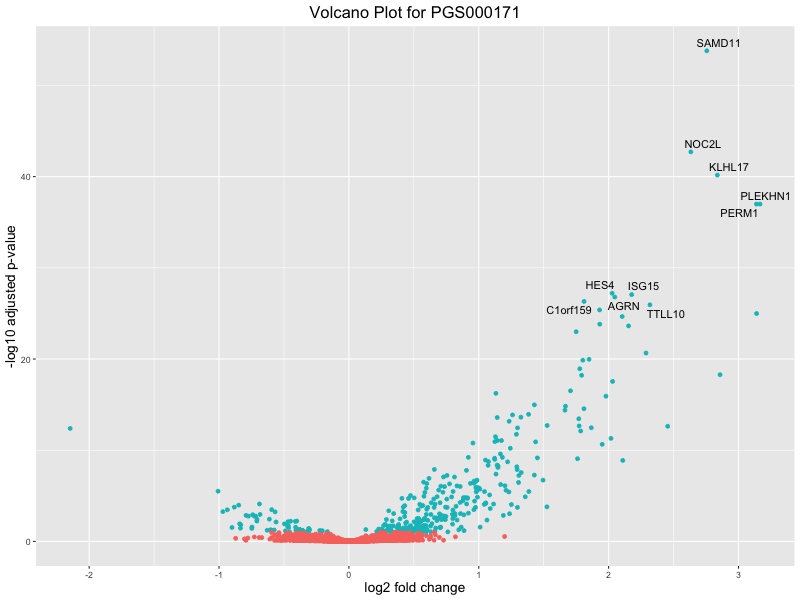 Volcano Plot for PGS000171
SAMD11
NOC2L
KLHL17
PLEKHN1
PERM1
HES4
ISG15
C1orf159
AGRN
TTLL10
-log10 adjusted p-value
40
20
0
-2
-1
0
1
2
3
log2 fold change